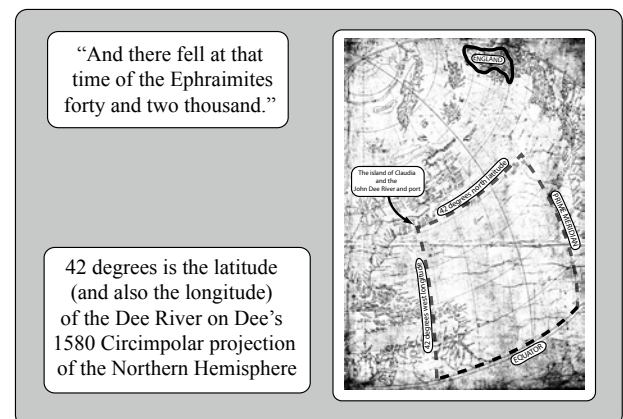 “And there fell at that
time of the Ephraimites
forty and two thousand.”
42 degrees is the latitude
(and also the longitude)
of the Dee River on Dee’s
1580 Circimpolar projection
of the Northern Hemisphere
ENGLAND
The island of Claudia
and the
John Dee River and port
42 degrees north latitude
PRIME MERIDIAN
42 degrees west longitude
EQUATOR